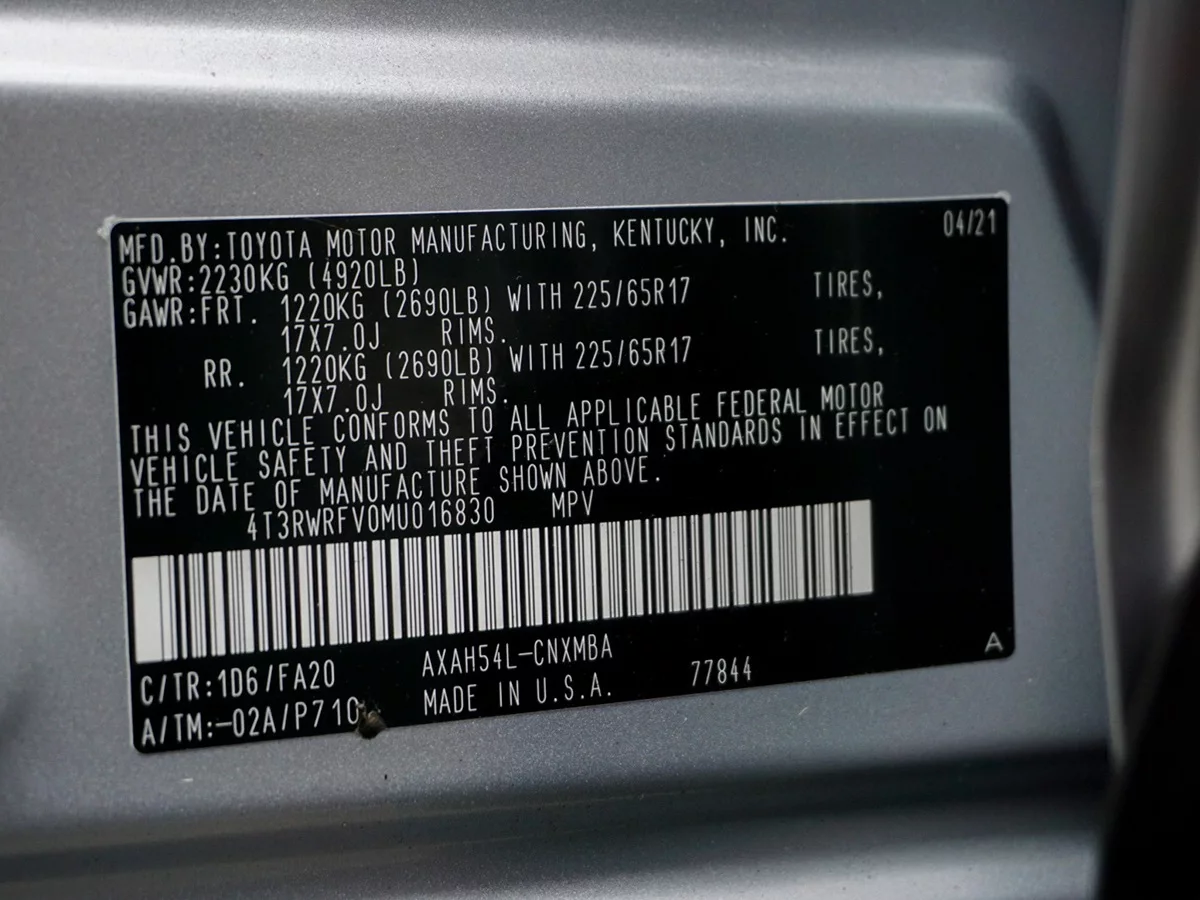 MFD.BY:TOYOTA MOTOR MANUFACTURING, KENTUCKY, INC. 04/21
GVWR:2230KG (4920LB)
GAWR:FRT. 1220KG (2690LB) WITH 225/65R17 TIRES,
17X7.0J RIMS.
RR. 1220KG (2690LB) WITH 225/65R17 TIRES,
17X7.0J RIMS.
THIS VEHICLE CONFORMS TO ALL APPLICABLE FEDERAL MOTOR
VEHICLE SAFETY AND THEFT PREVENTION STANDARDS IN EFFECT ON
THE DATE OF MANUFACTURE SHOWN ABOVE.
4T3RWRFV0MU016830 MPV
C/TR:1D6/FA20 AXAH54L-CNXMBA A
A/TM:-02A/P710 MADE IN U.S.A. 77844